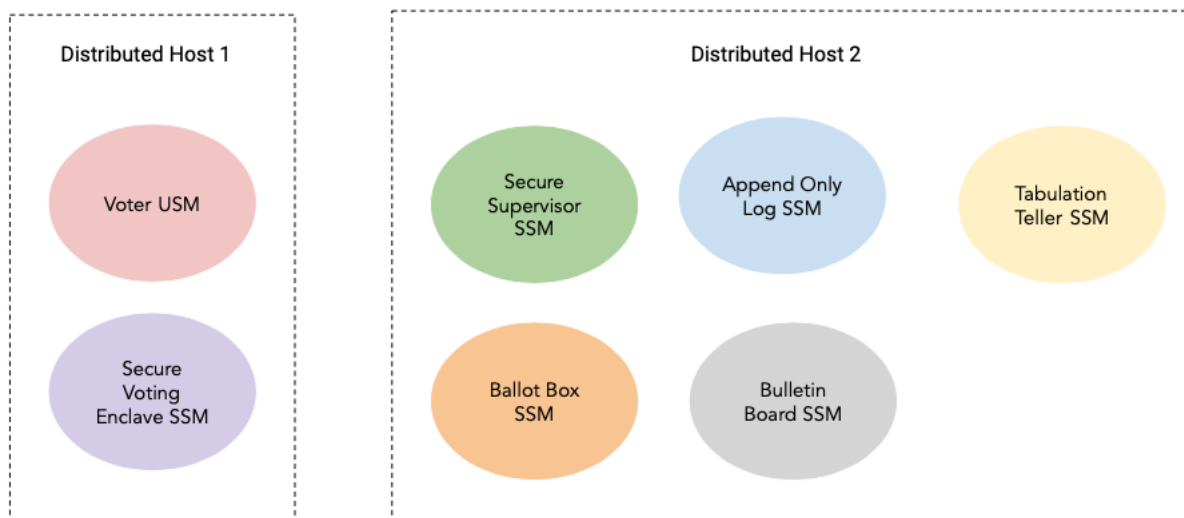 Distributed Host 1
Distributed Host 2
Voter USM
Secure
Supervisor
SSM
Append Only
Log SSM
Tabulation
Teller SSM
Secure
Voting
Enclave SSM
Ballot Box
SSM
Bulletin
Board SSM